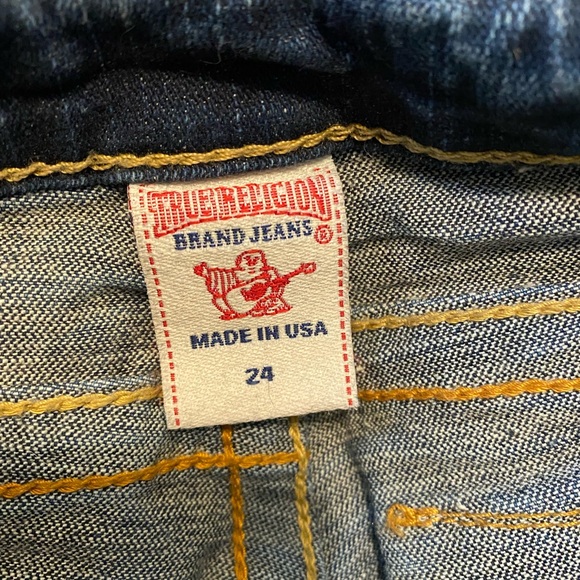 TRUE RELIGION
BRAND JEANS®
MADE IN USA
24